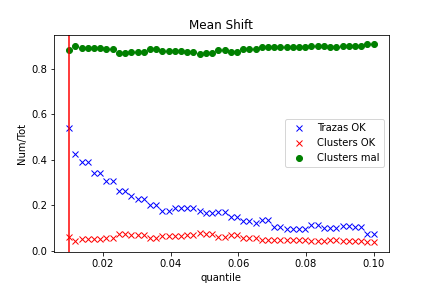 Mean Shift
Num/Tot
0.8
0.6
0.4
0.2
0.0
Trazas OK
Clusters OK
Clusters mal
0.02 0.04 0.06 0.08 0.10
quantile